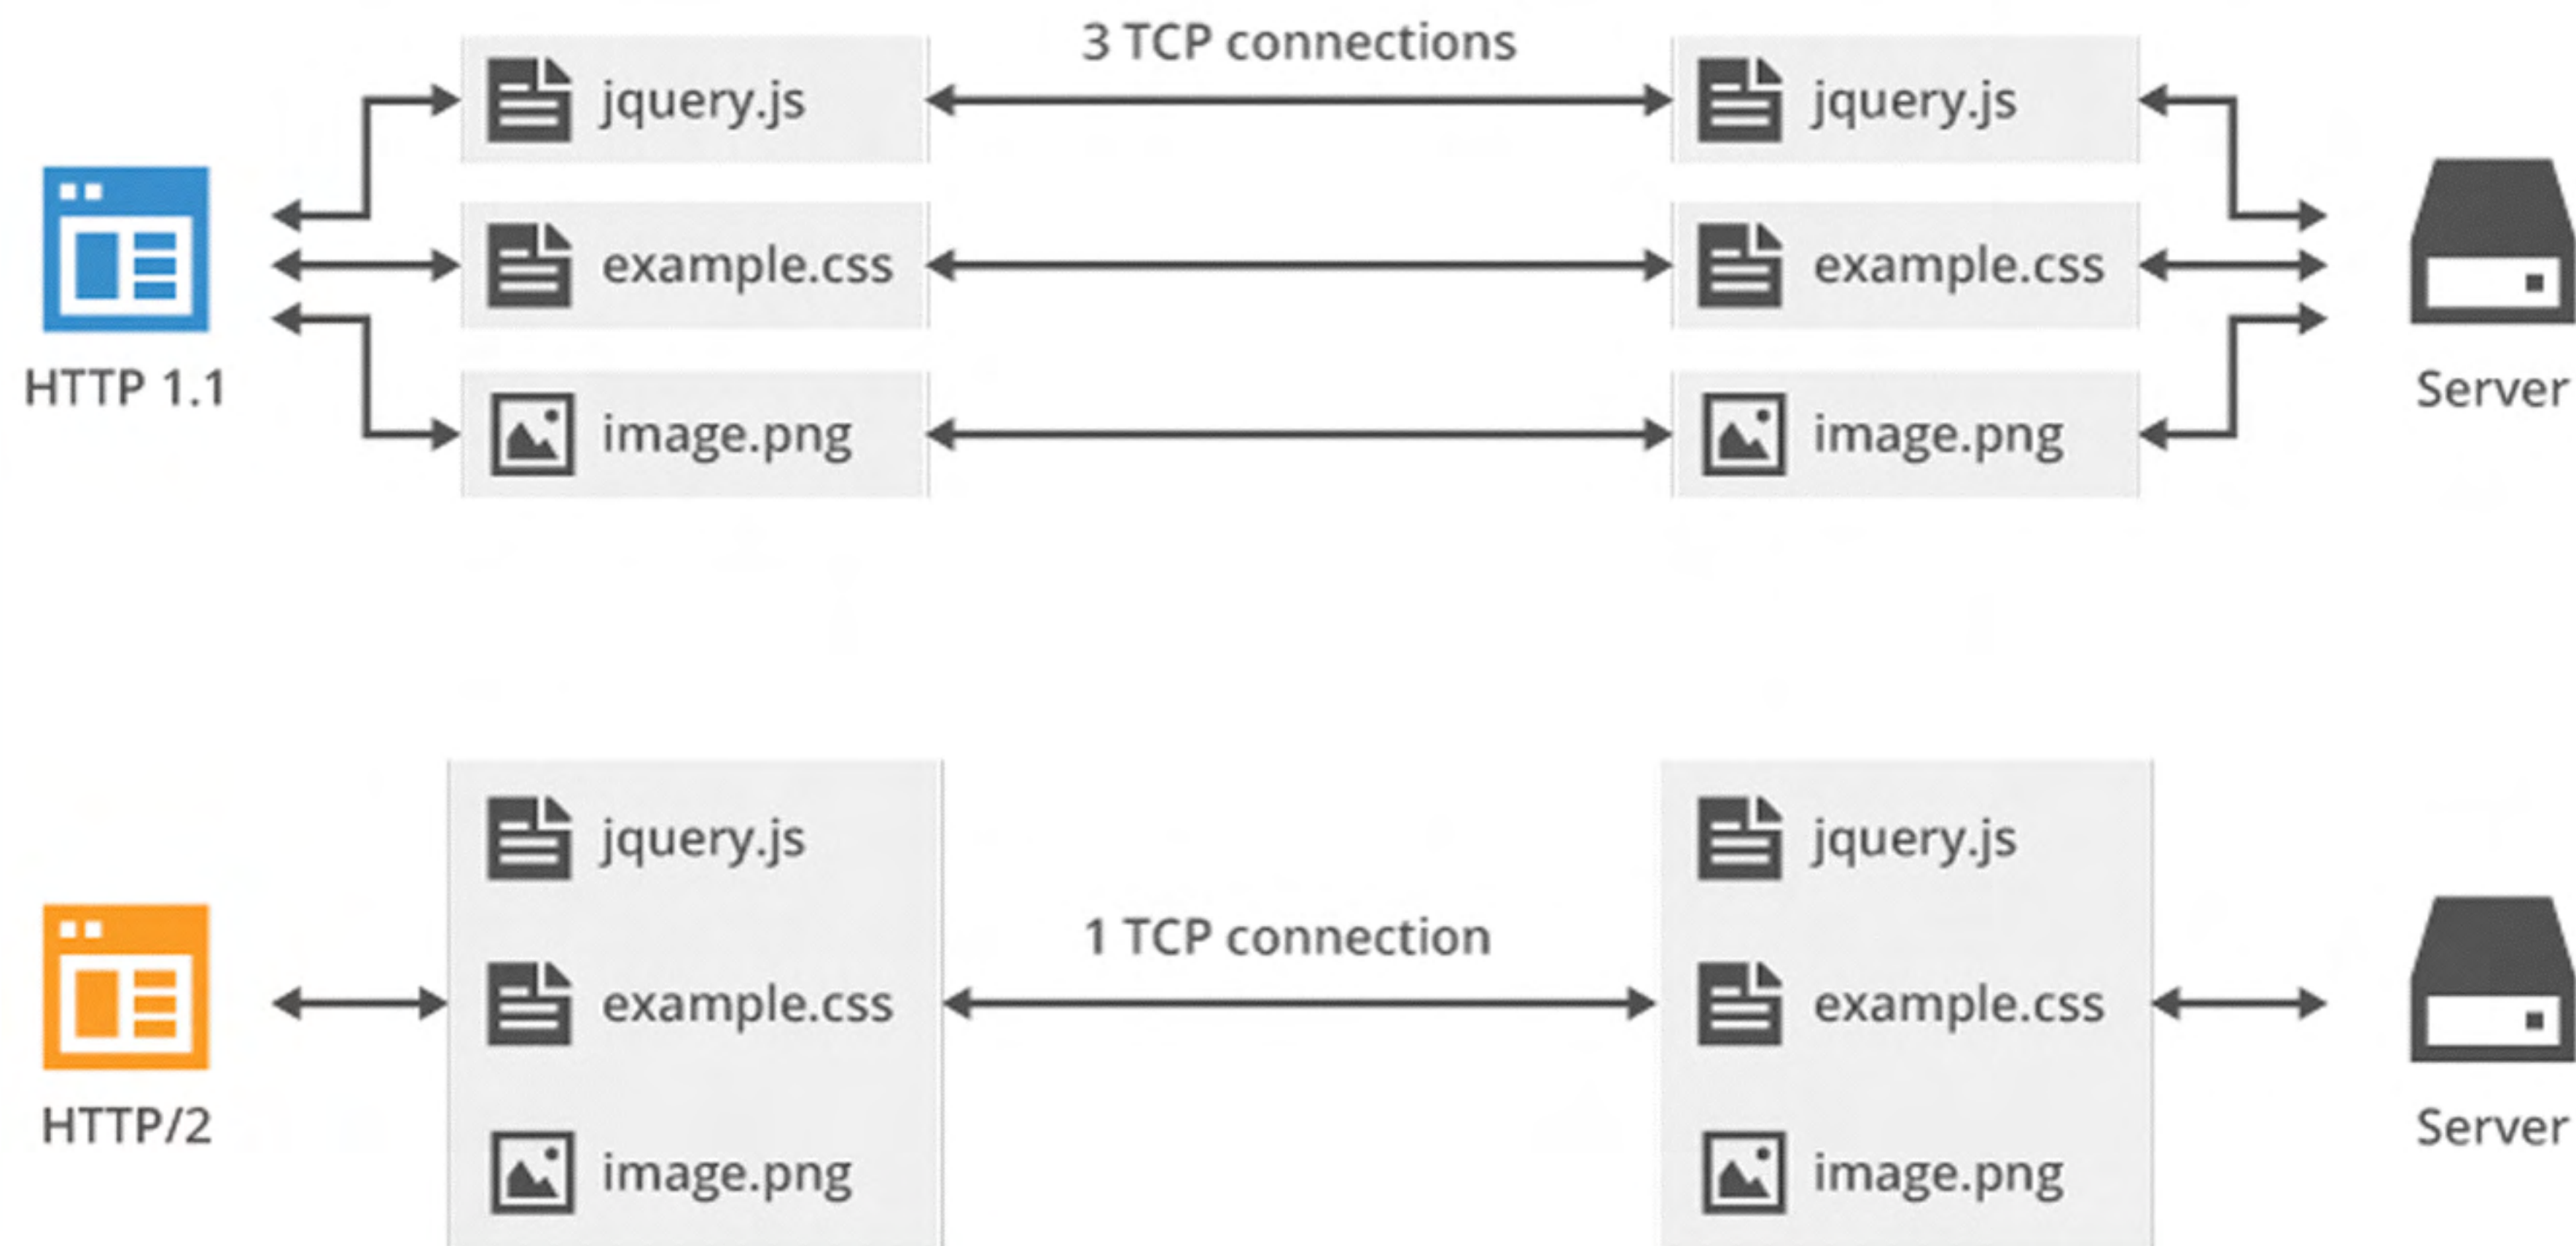 3 TCP connections
jquery.js
jquery.js
example.css
example.css
HTTP 1.1
Server
image.png
image.png
jquery.js
jquery.js
1 TCP connection
example.css
example.css
HTTP/2
Server
image.png
image.png